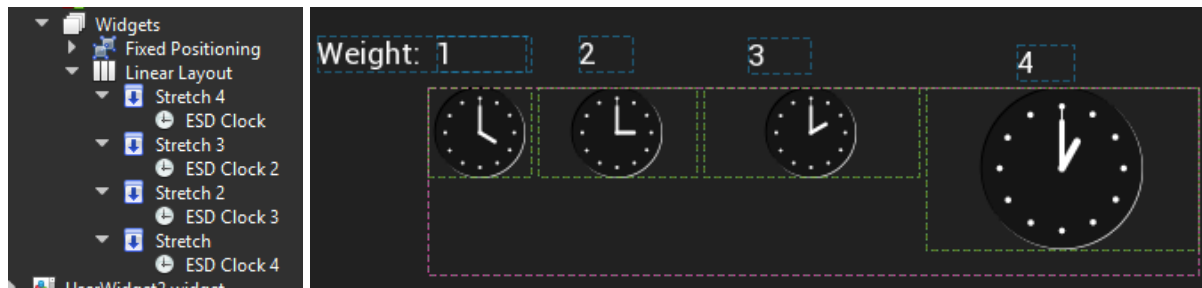 Widgets
Fixed Positioning
Linear Layout
Stretch 4
ESD Clock
Stretch 3
ESD Clock 2
Stretch 2
ESD Clock 3
Stretch
ESD Clock 4
Weight: 1 2 3 4